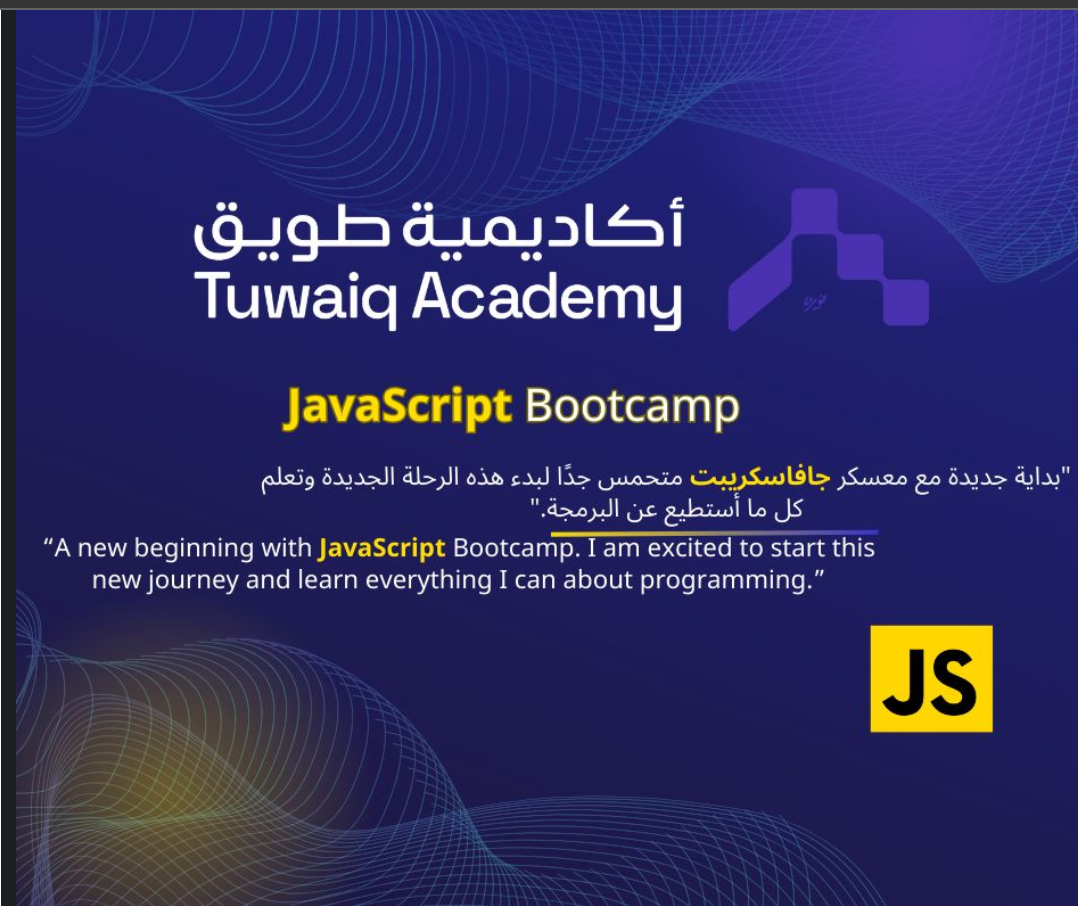 أكاديمية طويق
Tuwaiq Academy
JavaScript Bootcamp
"بداية جديدة مع معسكر جافاسكريبت متحمس جدًا لبدء هذه الرحلة الجديدة وتعلم
كل ما أستطيع عن البرمجة."
“A new beginning with JavaScript Bootcamp. I am excited to start this
new journey and learn everything I can about programming.”
JS